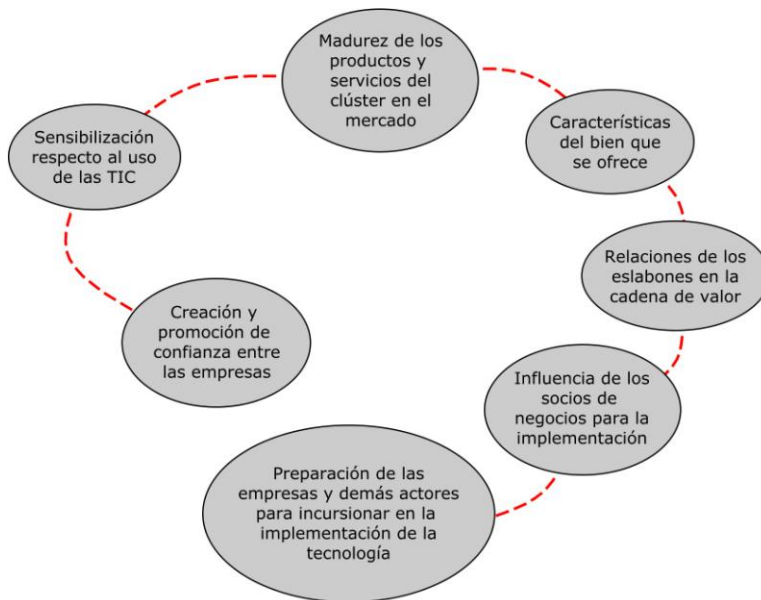 Madurez de los
productos y
servicios del
clúster en el
mercado
Sensibilización
respecto al uso
de las TIC
Características
del bien que
se ofrece
Relaciones de los
eslabones en la
cadena de valor
Creación y
promoción de
confianza entre
las empresas
Influencia de los
socios de
negocios para la
implementación
Preparación de las
empresas y demás actores
para incursionar en la
implementación de la
tecnología